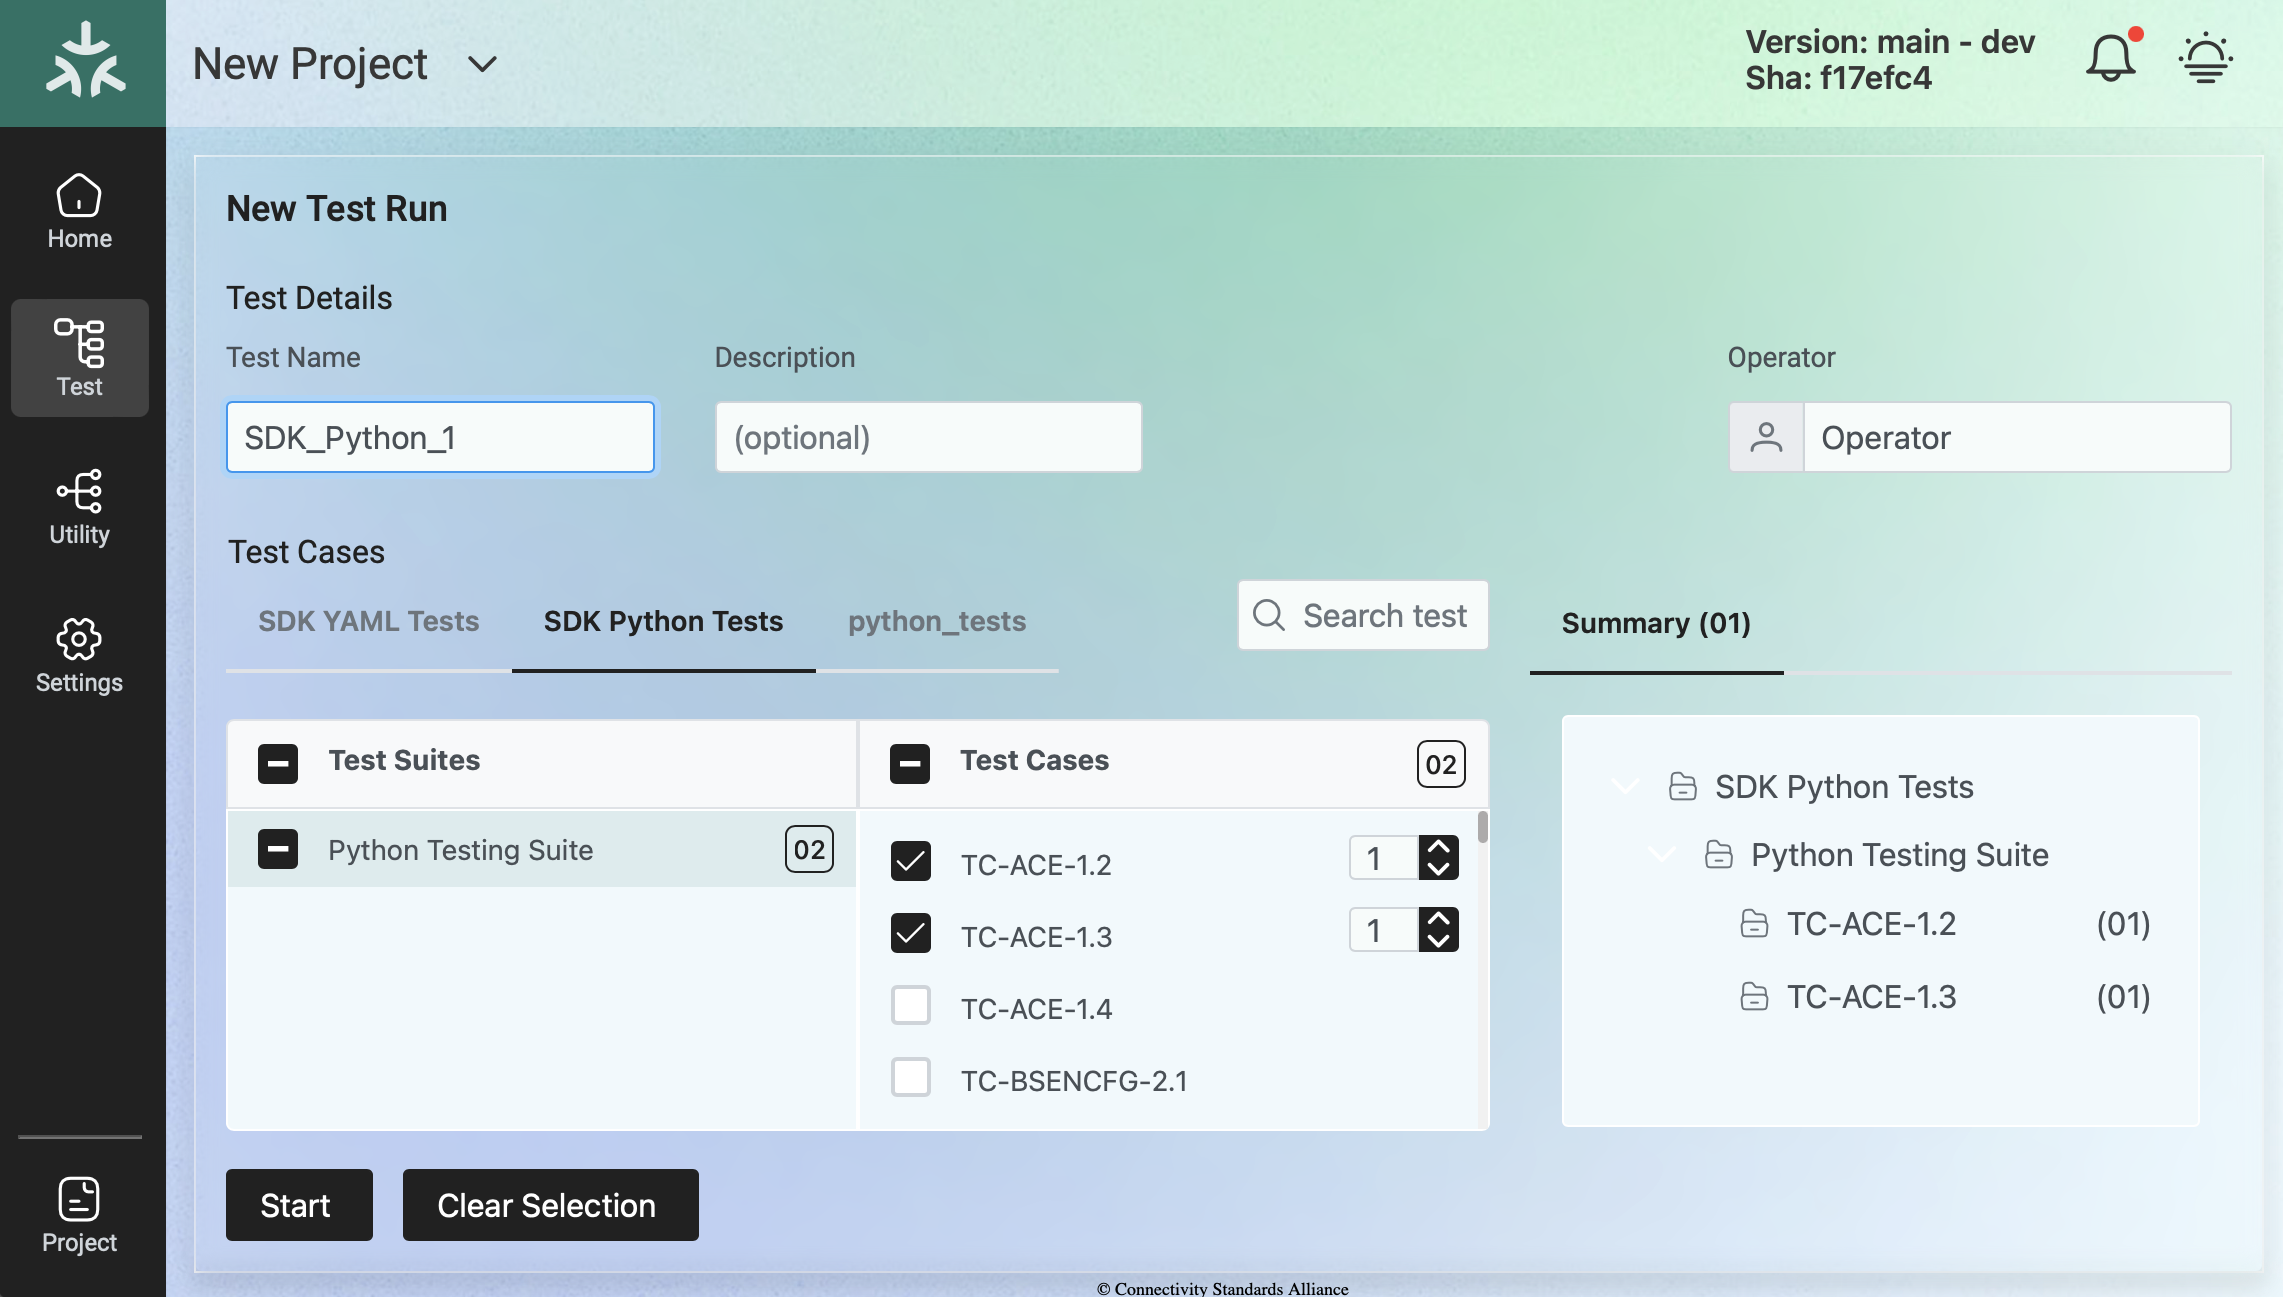 New Project
Version: main - dev
Sha: f17efc4
Home
Test
Utility
Settings
Project
New Test Run
Test Details
Test Name
Description
Operator
SDK_Python_1
(optional)
Operator
Test Cases
SDK YAML Tests
SDK Python Tests
python_tests
Search test
Summary (01)
Test Suites
Test Cases
02
Python Testing Suite
02
TC-ACE-1.2
1
TC-ACE-1.3
1
TC-ACE-1.4
TC-BSENCFG-2.1
SDK Python Tests
Python Testing Suite
TC-ACE-1.2 (01)
TC-ACE-1.3 (01)
Start
Clear Selection
© Connectivity Standards Alliance